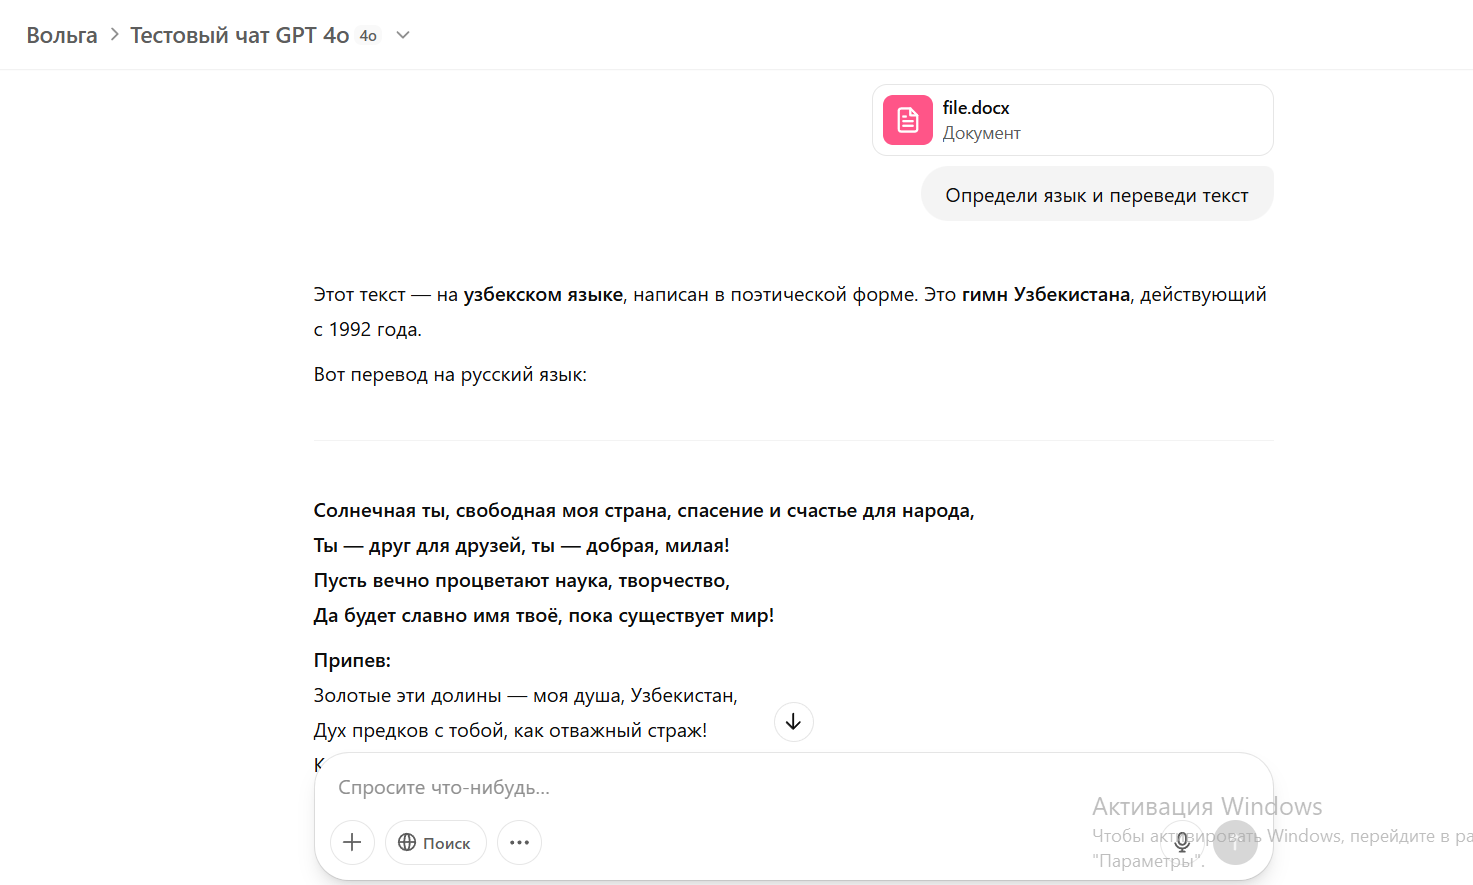 Вольга > Тестовый чат GPT 4o 4o
file.docx
Документ
Определи язык и переведи текст
Этот текст — на узбекском языке, написан в поэтической форме. Это гимн Узбекистана, действующий
с 1992 года.
Вот перевод на русский язык:
Солнечная ты, свободная моя страна, спасение и счастье для народа,
Ты — друг для друзей, ты — добрая, милая!
Пусть вечно процветают наука, творчество,
Да будет славно имя твоё, пока существует мир!
Припев:
Золотые эти долины — моя душа, Узбекистан,
Дух предков с тобой, как отважный страж!
Спросите что-нибудь...
Поиск
Активация Windows
Чтобы активировать Windows, перейдите в
"Параметры".